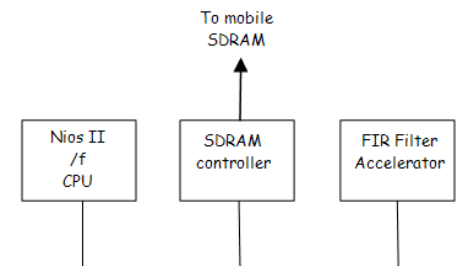 To mobile
SDRAM
Nios II
/f
CPU
SDRAM
controller
FIR Filter
Accelerator